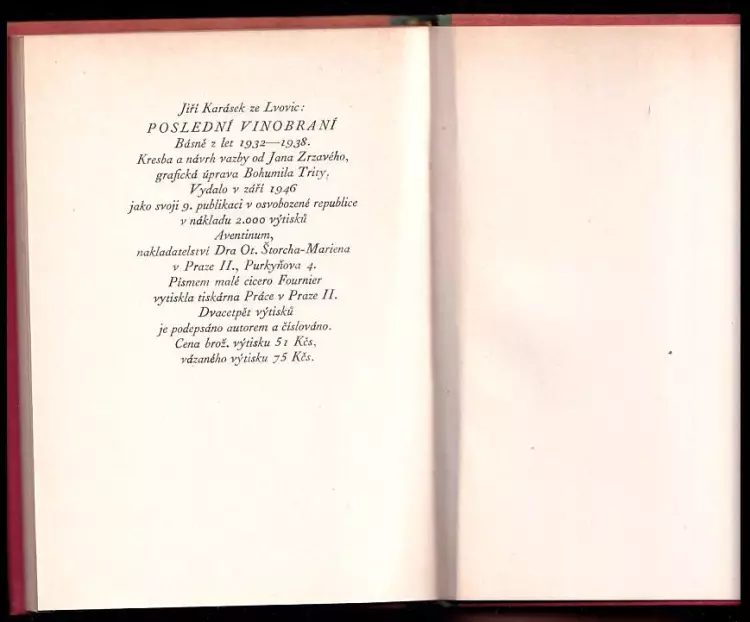 Jiří Karásek ze Lvovic:
POSLEDNÍ VINOBRANÍ
Básně z let 1932—1938.
Kresba a návrh vazby od Jana Zrzavého,
grafická úprava Bohumila Trity.
Vydalo v září 1946
jako svoji 9. publikaci v osvobozené republice
v nákladu 2.000 výtisků
Aventinum,
nakladatelství Dra Ot. Štorcha-Mariena
v Praze II., Purkyňova 4.
Písmem malé cicero Fournier
vytiskla tiskárna Práce v Praze II.
Dvacetpět výtisků
je podepsáno autorem a číslováno.
Cena brož. výtisku 51 Kčs,
vázaného výtisku 75 Kčs.